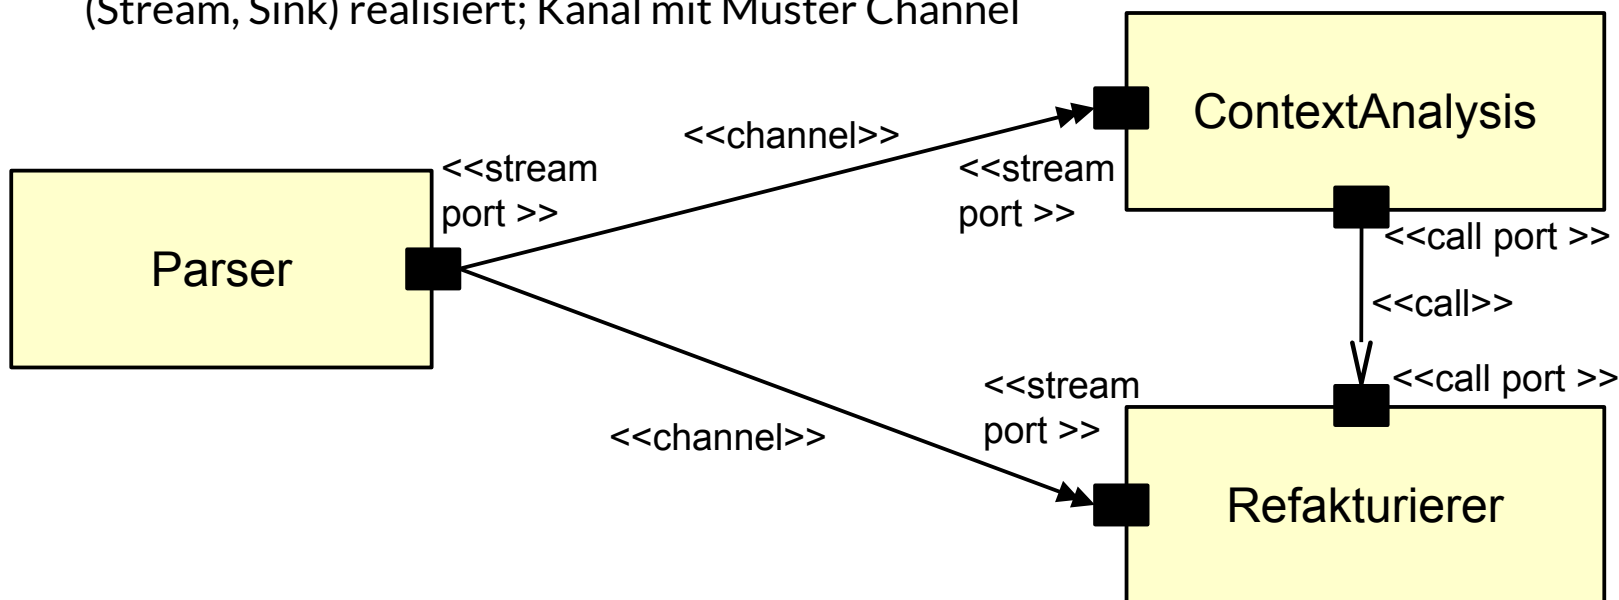 (Stream, Sink) realisiert; Kanal mit Muster Channel
ContextAnalysis
<<channel>>
<<stream
port >>
<<stream
port >>
Parser
<<call port >>
<<call>>
<<stream
port >>
<<call port >>
<<channel>>
Refakturierer